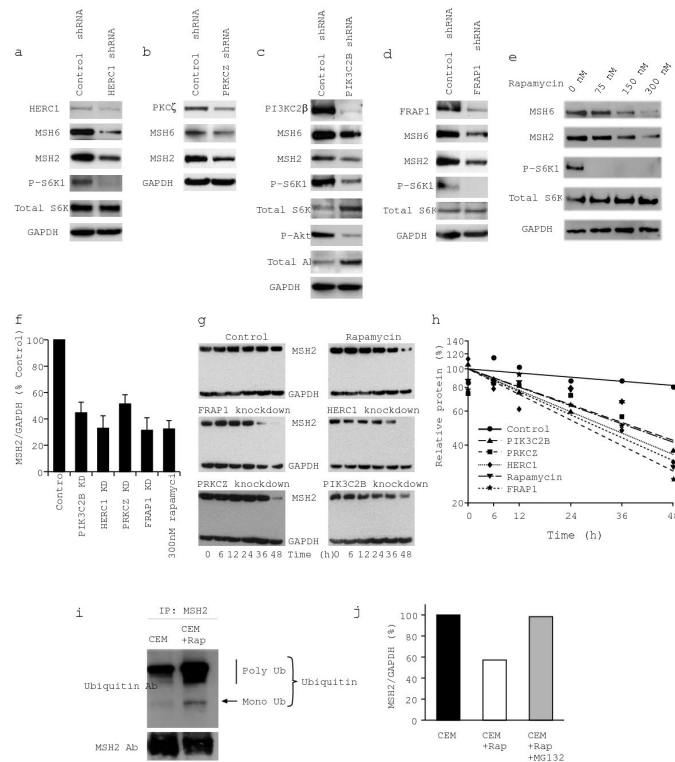 a
Control shRNA
HERC1 shRNA
HERC1
MSH6
MSH2
P-S6K1
Total S6K
GAPDH
b
Control shRNA
PRKCZ shRNA
PKCζ
MSH6
MSH2
GAPDH
c
Control shRNA
PIK3C2B shRNA
PI3KC2β
MSH6
MSH2
P-S6K1
Total S6K
P-Akt
Total A
GAPDH
d
Control shRNA
FRAP1 shRNA
FRAP1
MSH6
MSH2
P-S6K1
Total S6K
GAPDH
e
Rapamycin
0 nM
75 nM
150 nM
300 nM
MSH6
MSH2
P-S6K1
Total S6K
GAPDH
f
MSH2/GAPDH (% Control)
100
80
60
40
20
0
Control
PIK3C2B KD
HERC1 KD
PRKCZ KD
FRAP1 KD
300nM rapamyci
g
Control
Rapamycin
MSH2
GAPDH
FRAP1 knockdown
HERC1 knockdown
MSH2
GAPDH
PRKCZ knockdown
PIK3C2B knockdown
MSH2
GAPDH
0 6 12 24 36 48
Time (h)
0 6 12 24 36 48
h
Relative protein (%)
140
120
100
80
60
40
20
Control
PIK3C2B
PRKCZ
HERC1
Rapamycin
FRAP1
0 6 12 24 36 48
Time (h)
i
IP: MSH2
CEM
CEM
+Rap
Ubiquitin Ab
Poly Ub
Mono Ub
Ubiquitin
MSH2 Ab
j
MSH2/GAPDH (%)
100
80
60
40
20
0
CEM
CEM
+Rap
CEM
+Rap
+MG132